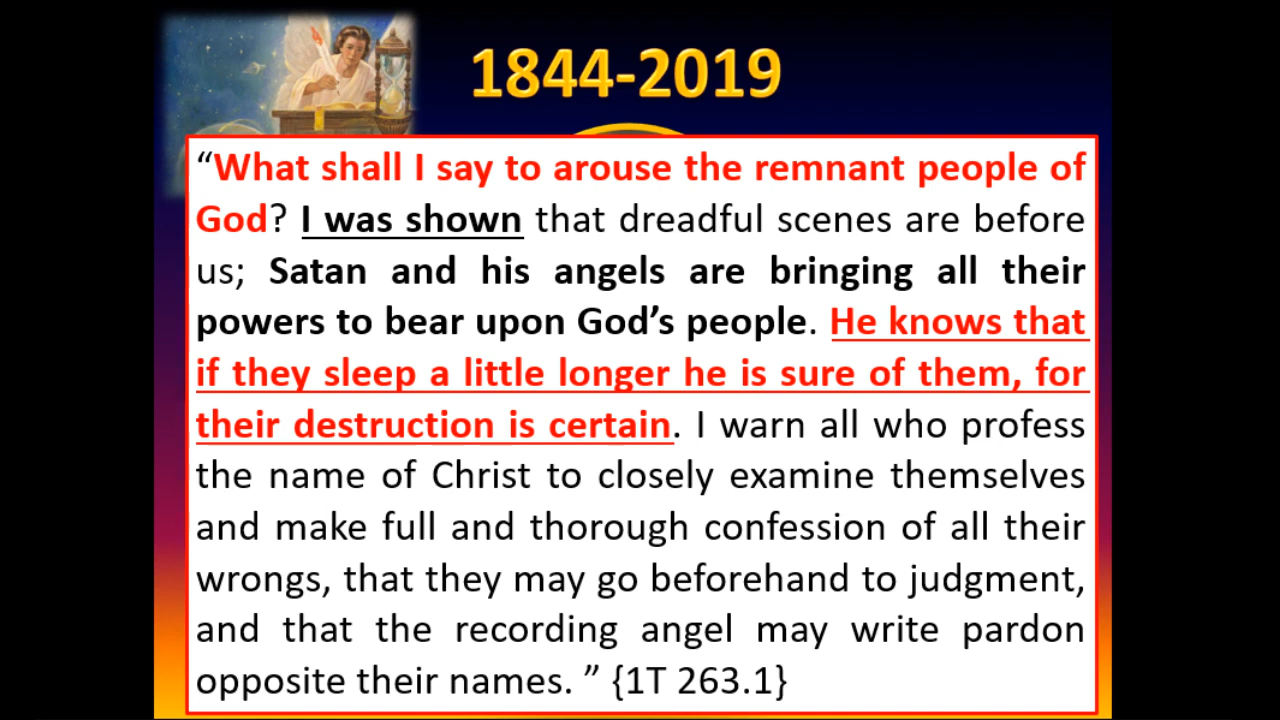 1844-2019
“What shall I say to arouse the remnant people of
God? I was shown that dreadful scenes are before
us; Satan and his angels are bringing all their
powers to bear upon God’s people. He knows that
if they sleep a little longer he is sure of them, for
their destruction is certain. I warn all who profess
the name of Christ to closely examine themselves
and make full and thorough confession of all their
wrongs, that they may go beforehand to judgment,
and that the recording angel may write pardon
opposite their names. ” {1T 263.1}